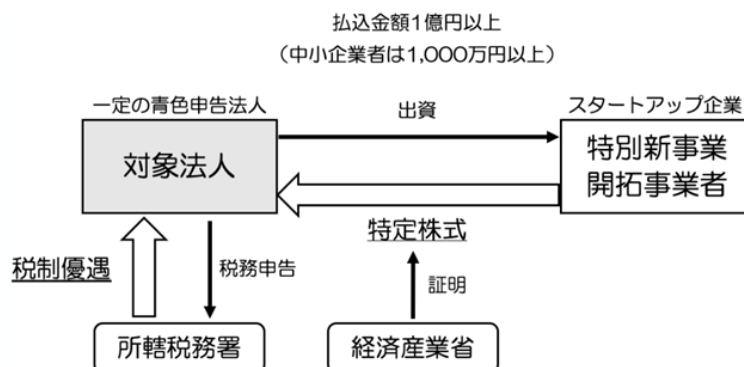 払込金額1億円以上
（中小企業者は1,000万円以上）
一定の青色申告法人
出資
スタートアップ企業
対象法人
特別新事業
開拓事業者
特定株式
税制優遇
税務申告
証明
所轄税務署
経済産業省